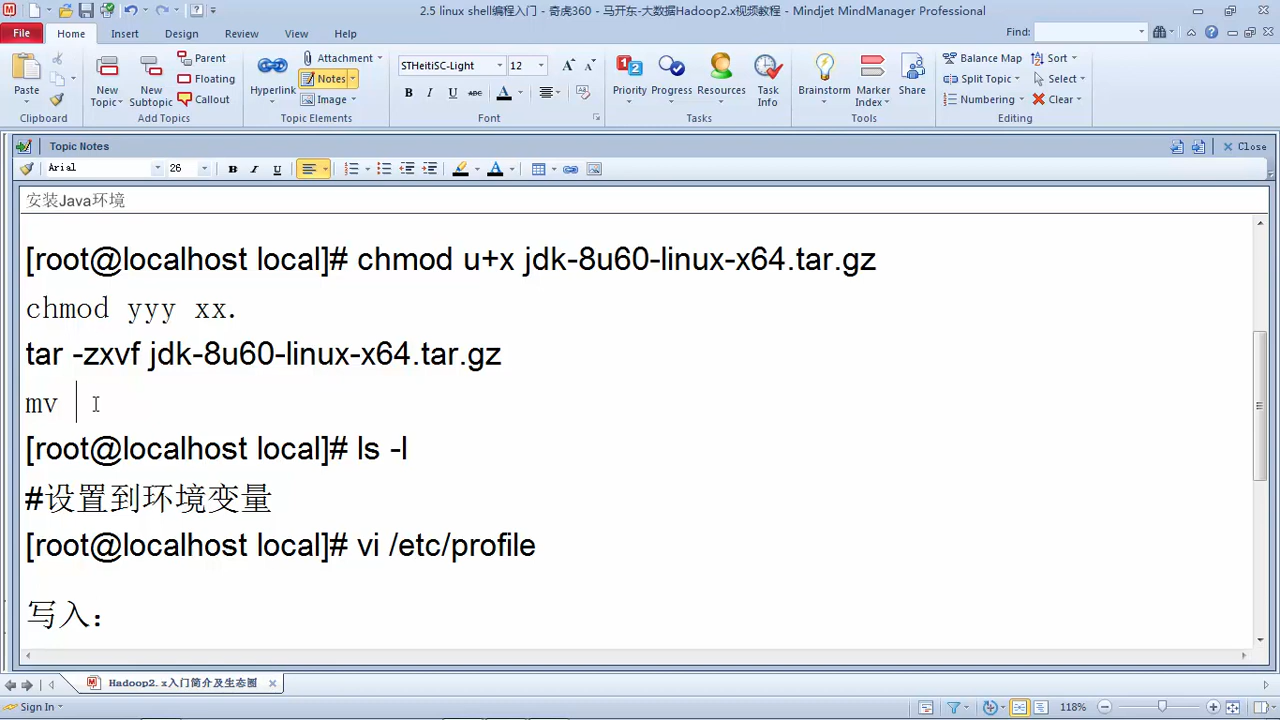 2.5 linux shell编程入门 - 奇虎360 - 马开东-大数据Hadoop2.x视频教程 - Mindjet MindManager Professional
File Home Insert Design Review View Help Find:
Paste New Topic New Subtopic Parent Floating Callout Hyperlink Attachment Notes Image STHeitiSC-Light 12 B I U ABC A Priority Progress Resources Task Info Brainstorm Marker Index Share Balance Map Sort Split Topic Select Numbering Clear
Clipboard Add Topics Topic Elements Font Tasks Tools Editing
Topic Notes Close
Arial 26 B I U A
安装Java环境
[root@localhost local]# chmod u+x jdk-8u60-linux-x64.tar.gz
chmod yyy xx.
tar -zxvf jdk-8u60-linux-x64.tar.gz
mv
[root@localhost local]# ls -l
#设置到环境变量
[root@localhost local]# vi /etc/profile
写入：
Hadoop2.x入门简介及生态圈
Sign In 118%